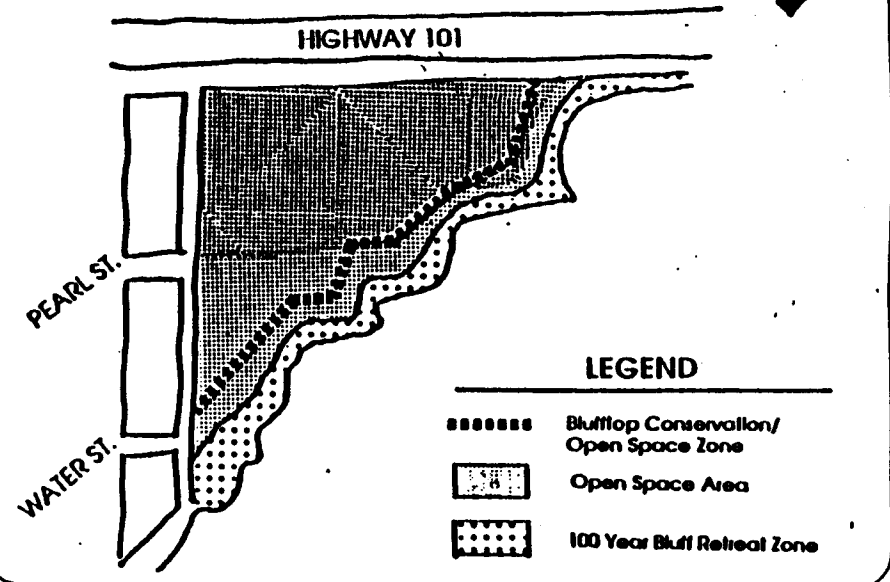 HIGHWAY 101
PEARL ST.
WATER ST.
LEGEND
Blufftop Conservation/
Open Space Zone
Open Space Area
100 Year Bluff Retreat Zone